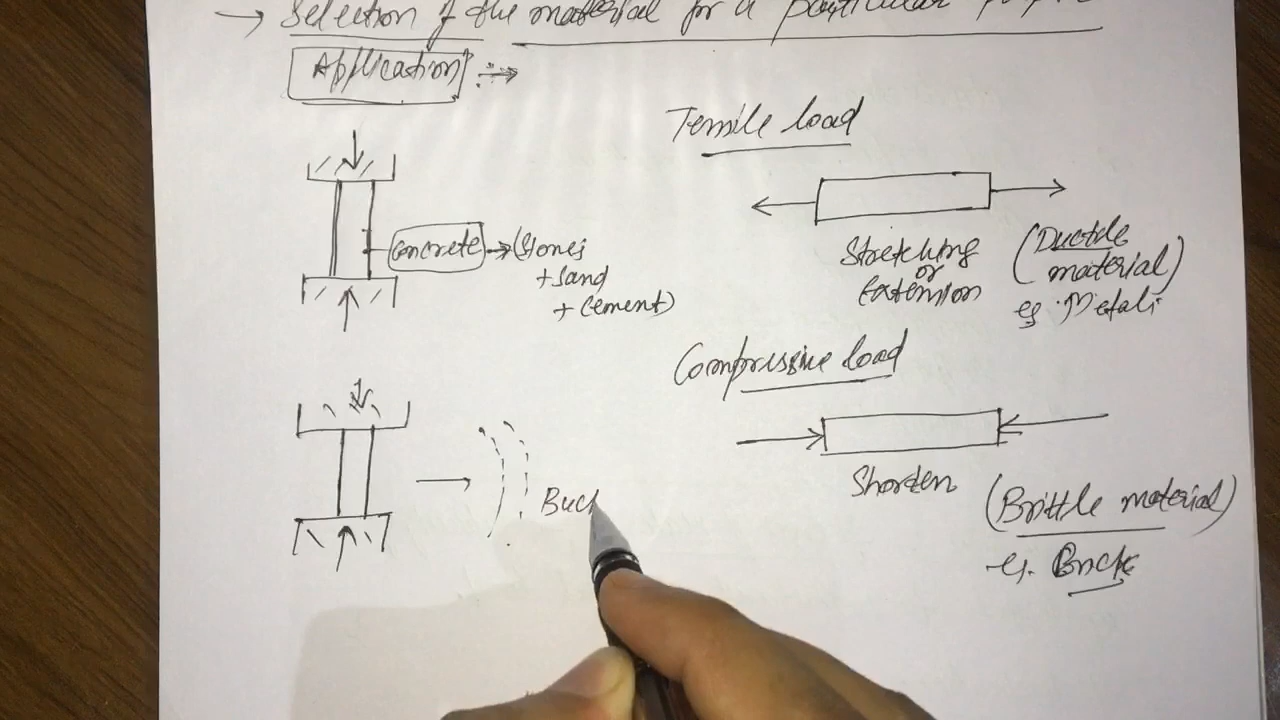 → Selection of the material for a particular
Application :→
Tensile load
Concrete → (Stones
+ Sand
+ Cement)
Stretching
or
Extension
(Ductile
material)
eg. Metals
Compressive load
Shorten
(Brittle material)
eg. Brick
Buck